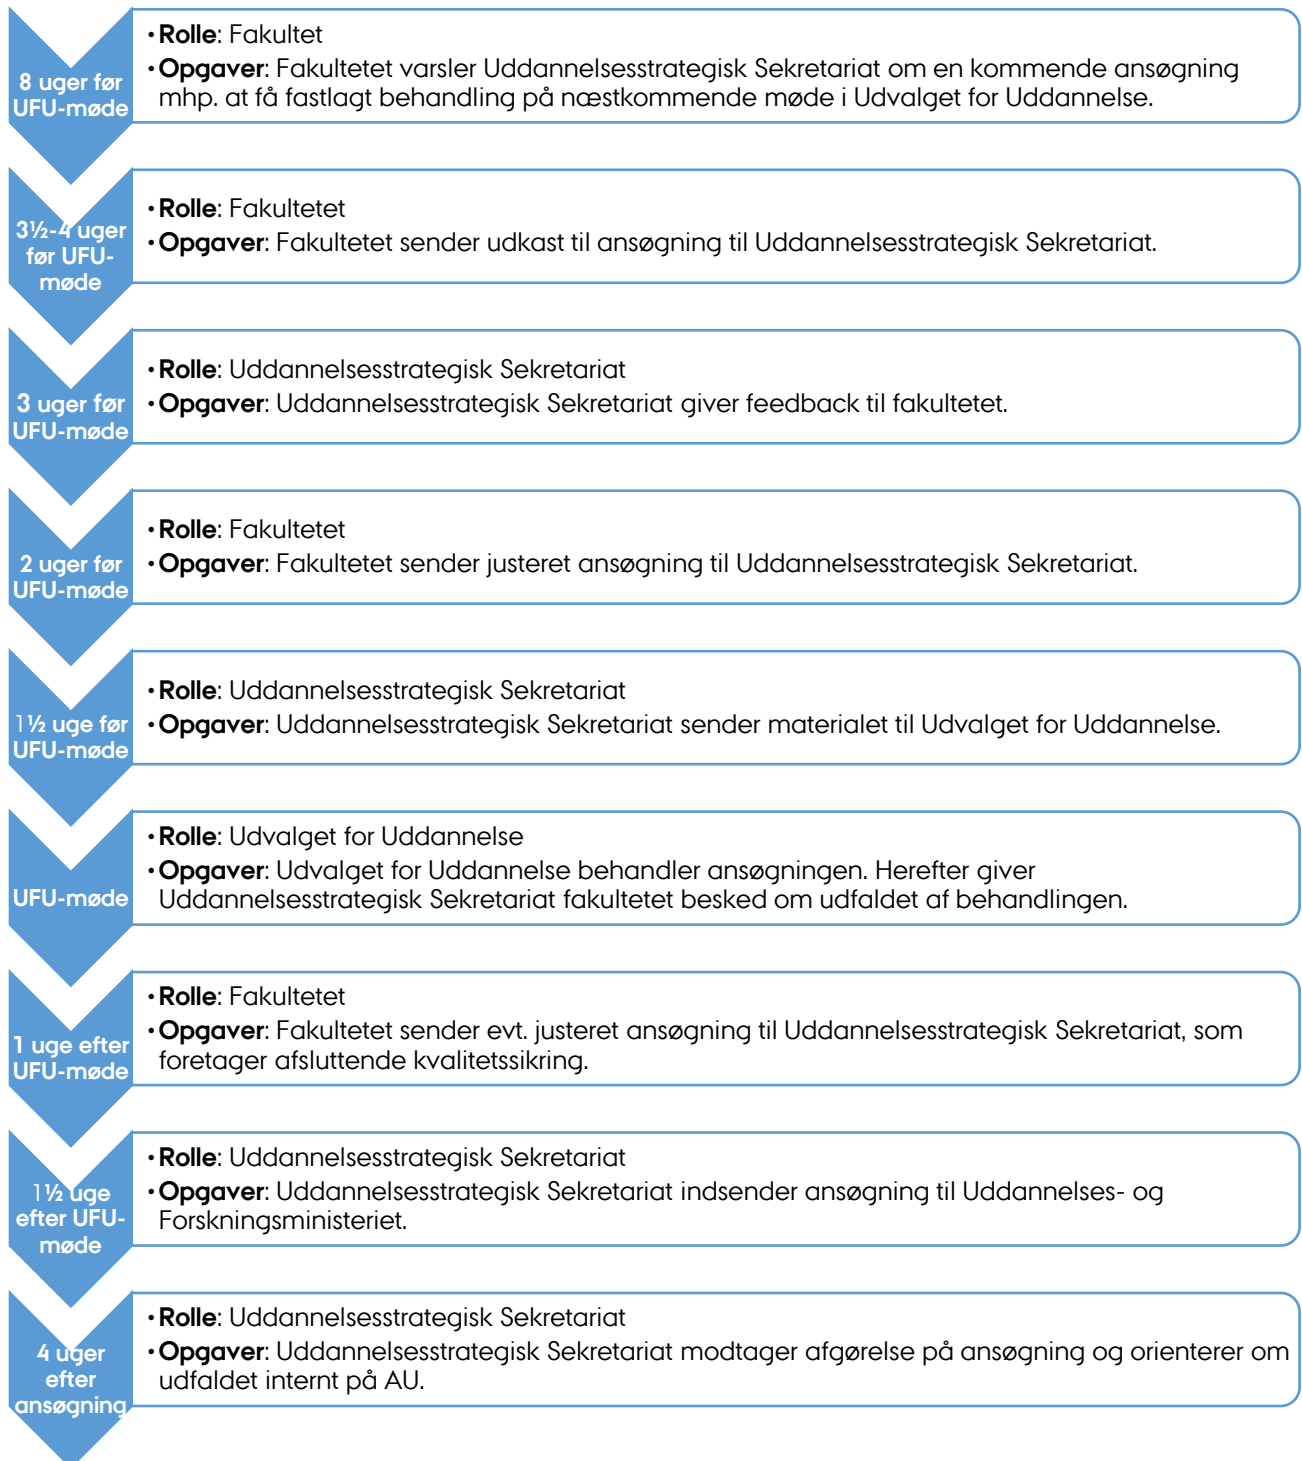 8 uger før
UFU-møde
•Rolle: Fakultet
•Opgaver: Fakultetet varsler Uddannelsesstrategisk Sekretariat om en kommende ansøgning
mhp. at få fastlagt behandling på næstkommende møde i Udvalget for Uddannelse.
3½-4 uger
før UFU-
møde
•Rolle: Fakultetet
•Opgaver: Fakultetet sender udkast til ansøgning til Uddannelsesstrategisk Sekretariat.
3 uger før
UFU-møde
•Rolle: Uddannelsesstrategisk Sekretariat
•Opgaver: Uddannelsesstrategisk Sekretariat giver feedback til fakultetet.
2 uger før
UFU-møde
•Rolle: Fakultetet
•Opgaver: Fakultetet sender justeret ansøgning til Uddannelsesstrategisk Sekretariat.
1½ uge før
UFU-møde
•Rolle: Uddannelsesstrategisk Sekretariat
•Opgaver: Uddannelsesstrategisk Sekretariat sender materialet til Udvalget for Uddannelse.
UFU-møde
•Rolle: Udvalget for Uddannelse
•Opgaver: Udvalget for Uddannelse behandler ansøgningen. Herefter giver
Uddannelsesstrategisk Sekretariat fakultetet besked om udfaldet af behandlingen.
1 uge efter
UFU-møde
•Rolle: Fakultetet
•Opgaver: Fakultetet sender evt. justeret ansøgning til Uddannelsesstrategisk Sekretariat, som
foretager afsluttende kvalitetssikring.
1½ uge
efter UFU-
møde
•Rolle: Uddannelsesstrategisk Sekretariat
•Opgaver: Uddannelsesstrategisk Sekretariat indsender ansøgning til Uddannelses- og
Forskningsministeriet.
4 uger
efter
ansøgning
•Rolle: Uddannelsesstrategisk Sekretariat
•Opgaver: Uddannelsesstrategisk Sekretariat modtager afgørelse på ansøgning og orienterer om
udfaldet internt på AU.